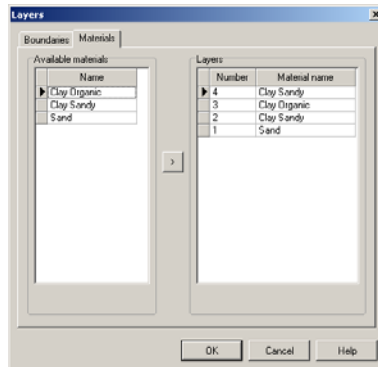 Layers
Boundaries Materials
Available materials
Name
Clay Organic
Clay Sandy
Sand
>
Layers
Number Material name
4 Clay Sandy
3 Clay Organic
2 Clay Sandy
1 Sand
OK Cancel Help